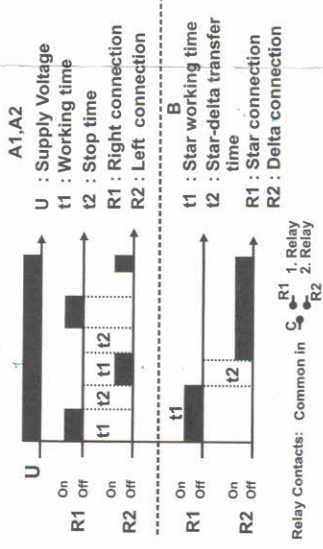 A1,A2
U : Supply Voltage
t1 : Working time
t2 : Stop time
R1 : Right connection
R2 : Left connection
U
R1 On
Off
R2 On
Off
t1 t2 t1 t2
B
t1 : Star working time
t2 : Star-delta transfer
time
R1 : Star connection
R2 : Delta connection
R1 On
Off
R2 On
Off
t1
t2
Relay Contacts: Common in C
R1 1. Relay
R2 2. Relay